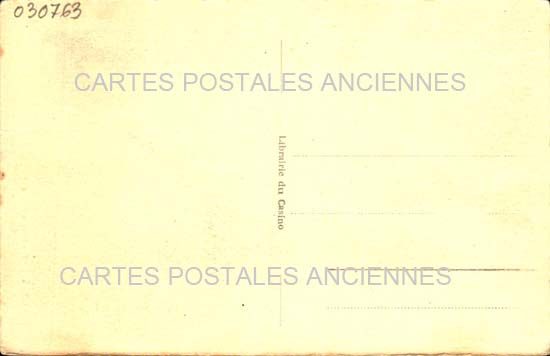 030763
CARTES POSTALES ANCIENNES
Librairie du Casino
CARTES POSTALES ANCIENNES